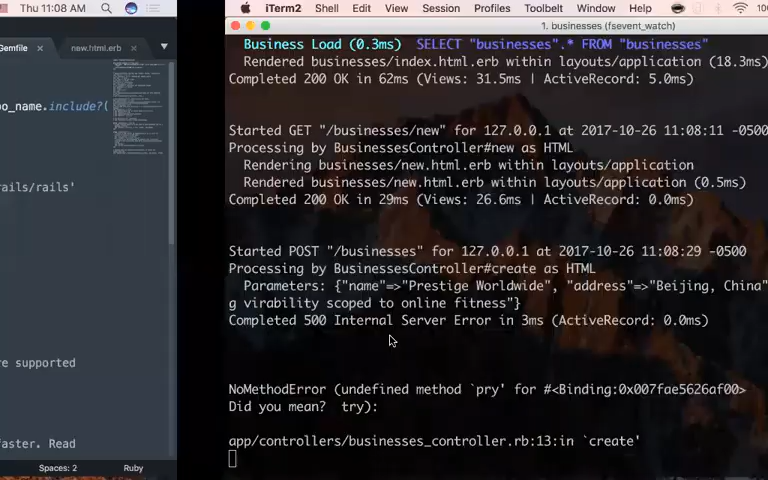 Thu 11:08 AM
iTerm2 Shell Edit View Session Profiles Toolbelt Window Help
Gemfile
new.html.erb
po_name.include?(
rails/rails'
re supported
faster. Read
Spaces: 2 Ruby
1. businesses (fsevent_watch)
Business Load (0.3ms) SELECT "businesses".* FROM "businesses"
Rendered businesses/index.html.erb within layouts/application (18.3ms)
Completed 200 OK in 62ms (Views: 31.5ms | ActiveRecord: 5.0ms)
Started GET "/businesses/new" for 127.0.0.1 at 2017-10-26 11:08:11 -0500
Processing by BusinessesController#new as HTML
Rendering businesses/new.html.erb within layouts/application
Rendered businesses/new.html.erb within layouts/application (0.5ms)
Completed 200 OK in 29ms (Views: 26.6ms | ActiveRecord: 0.0ms)
Started POST "/businesses" for 127.0.0.1 at 2017-10-26 11:08:29 -0500
Processing by BusinessesController#create as HTML
Parameters: {"name"=>"Prestige Worldwide", "address"=>"Beijing, China"
g virability scoped to online fitness"}
Completed 500 Internal Server Error in 3ms (ActiveRecord: 0.0ms)
NoMethodError (undefined method `pry' for #<Binding:0x007fae5626af00>
Did you mean? try):
app/controllers/businesses_controller.rb:13:in `create'